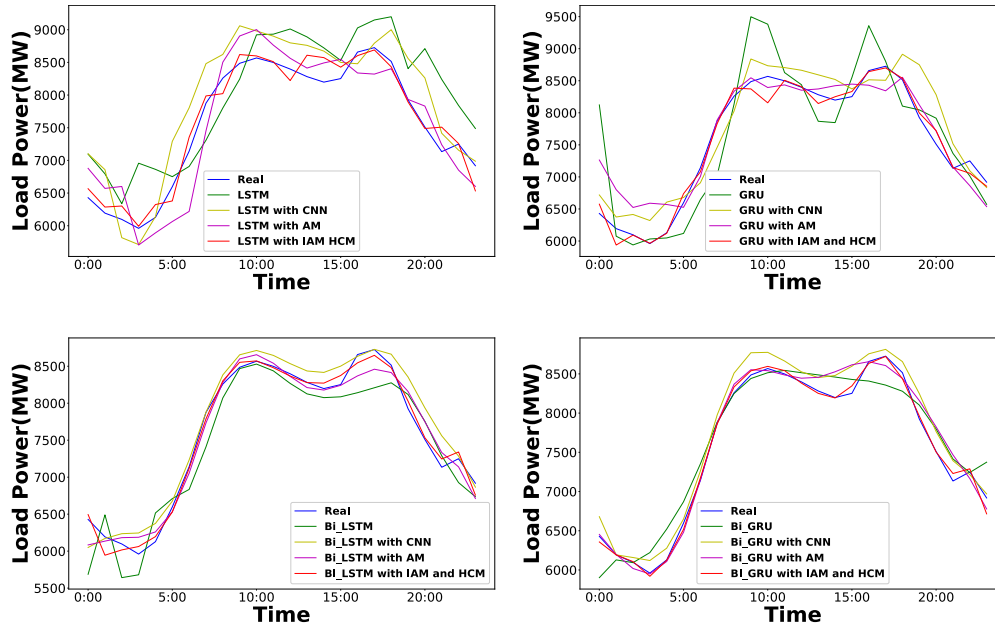 9000
8500
8000
7500
7000
6500
6000
Load Power(MW)
Real
LSTM
LSTM with CNN
LSTM with AM
LSTM with IAM HCM
0:00 5:00 10:00 15:00 20:00
Time
9500
9000
8500
8000
7500
7000
6500
6000
Load Power(MW)
Real
GRU
GRU with CNN
GRU with AM
GRU with IAM and HCM
0:00 5:00 10:00 15:00 20:00
Time
8500
8000
7500
7000
6500
6000
5500
Load Power(MW)
Real
Bi_LSTM
Bi_LSTM with CNN
Bi_LSTM with AM
BI_LSTM with IAM and HCM
0:00 5:00 10:00 15:00 20:00
Time
8500
8000
7500
7000
6500
6000
Load Power(MW)
Real
Bi_GRU
Bi_GRU with CNN
Bi_GRU with AM
BI_GRU with IAM and HCM
0:00 5:00 10:00 15:00 20:00
Time